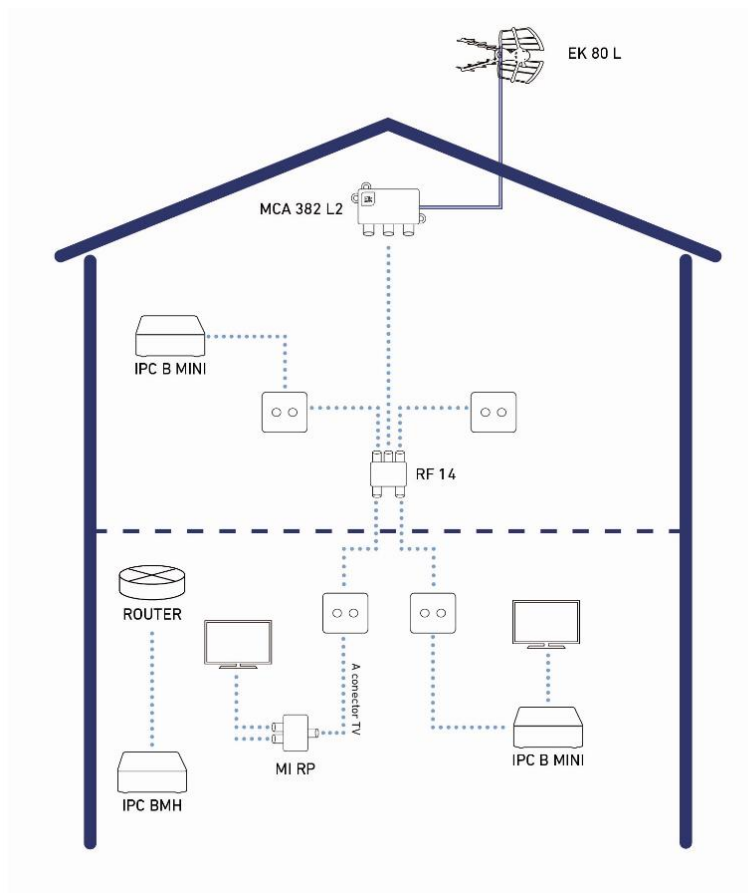 EK 80 L
MCA 382 L2
IPC B MINI
RF 14
ROUTER
A conector TV
MI RP
IPC B MINI
IPC BMH